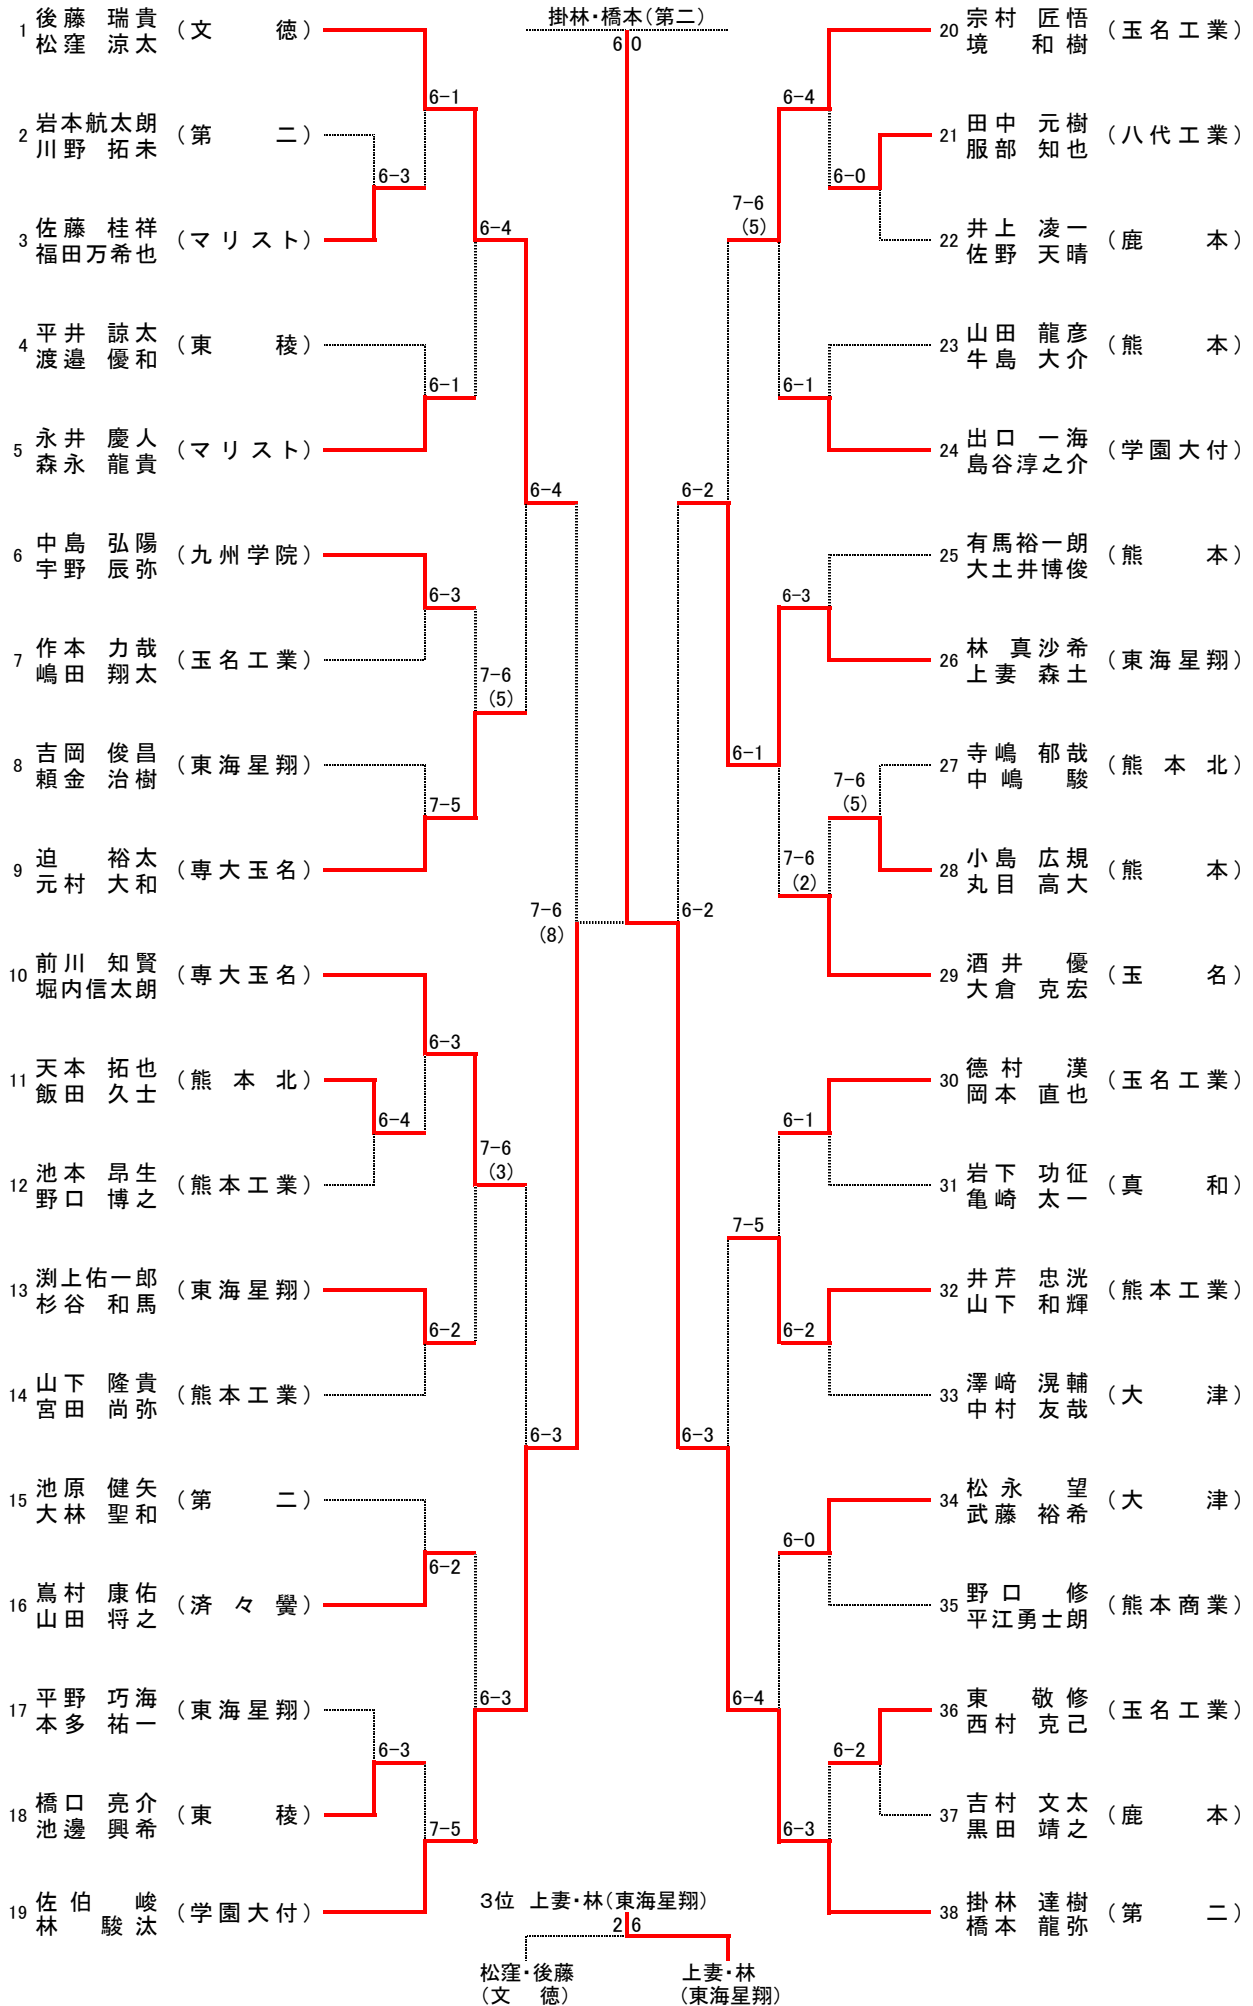 掛林・橋本(第二)
6 0
1 後藤 瑞貴 (文 徳)
松窪 涼太
6-1
2 岩本航太朗 (第 二)
川野 拓未
6-3
3 佐藤 桂祥 (マリスト)
福田万希也
6-4
4 平井 諒太 (東 稜)
渡邉 優和
6-1
5 永井 慶人 (マリスト)
森永 龍貴
6-4
6 中島 弘陽 (九州学院)
宇野 辰弥
6-3
7 作本 力哉 (玉名工業)
嶋田 翔太
7-6
(5)
8 吉岡 俊昌 (東海星翔)
頼金 治樹
7-5
9 迫 裕太 (専大玉名)
元村 大和
7-6
(8)
10 前川 知賢 (専大玉名)
堀内信太朗
6-3
11 天本 拓也 (熊本北)
飯田 久士
6-4
12 池本 昂生 (熊本工業)
野口 博之
7-6
(3)
13 渕上佑一郎 (東海星翔)
杉谷 和馬
6-2
14 山下 隆貴 (熊本工業)
宮田 尚弥
6-3
15 池原 健矢 (第 二)
大林 聖和
6-2
16 嶌村 康佑 (済々黌)
山田 将之
6-3
17 平野 巧海 (東海星翔)
本多 祐一
6-3
18 橋口 亮介 (東 稜)
池邊 興希
7-5
19 佐伯 峻 (学園大付)
林 駿汰
20 宗村 匠悟 (玉名工業)
境 和樹
6-4
21 田中 元樹 (八代工業)
服部 知也
6-0
7-6
(5)
22 井上 凌一 (鹿 本)
佐野 天晴
23 山田 龍彦 (熊 本)
牛島 大介
6-1
24 出口 一海 (学園大付)
島谷淳之介
6-2
25 有馬裕一朗 (熊 本)
大土井博俊
6-3
26 林 真沙希 (東海星翔)
上妻 森土
6-1
27 寺嶋 郁哉 (熊本北)
中嶋 駿
7-6
(5)
28 小島 広規 (熊 本)
丸目 高大
7-6
(2)
6-2
29 酒井 優 (玉 名)
大倉 克宏
30 德村 漢 (玉名工業)
岡本 直也
6-1
31 岩下 功征 (真 和)
亀崎 太一
7-5
32 井芹 忠洸 (熊本工業)
山下 和輝
6-2
33 澤﨑 滉輔 (大 津)
中村 友哉
6-3
34 松永 望 (大 津)
武藤 裕希
6-0
35 野口 修 (熊本商業)
平江勇士朗
6-4
36 東 敬修 (玉名工業)
西村 克己
6-2
37 吉村 文太 (鹿 本)
黒田 靖之
6-3
38 掛林 達樹 (第 二)
橋本 龍弥
3位 上妻・林(東海星翔)
2 6
松窪・後藤 上妻・林
(文 徳) (東海星翔)